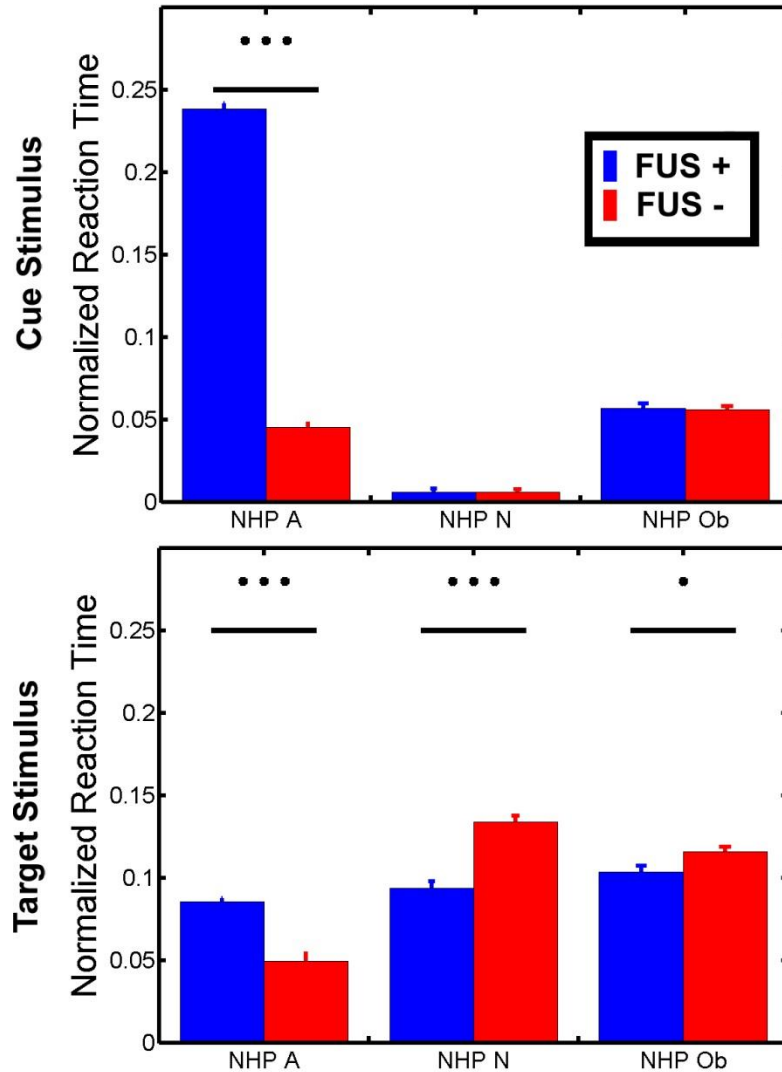 Cue Stimulus
Normalized Reaction Time
0.25
0.2
0.15
0.1
0.05
0
FUS +
FUS -
NHP A NHP N NHP Ob
Target Stimulus
Normalized Reaction Time
0.25
0.2
0.15
0.1
0.05
0
NHP A NHP N NHP Ob